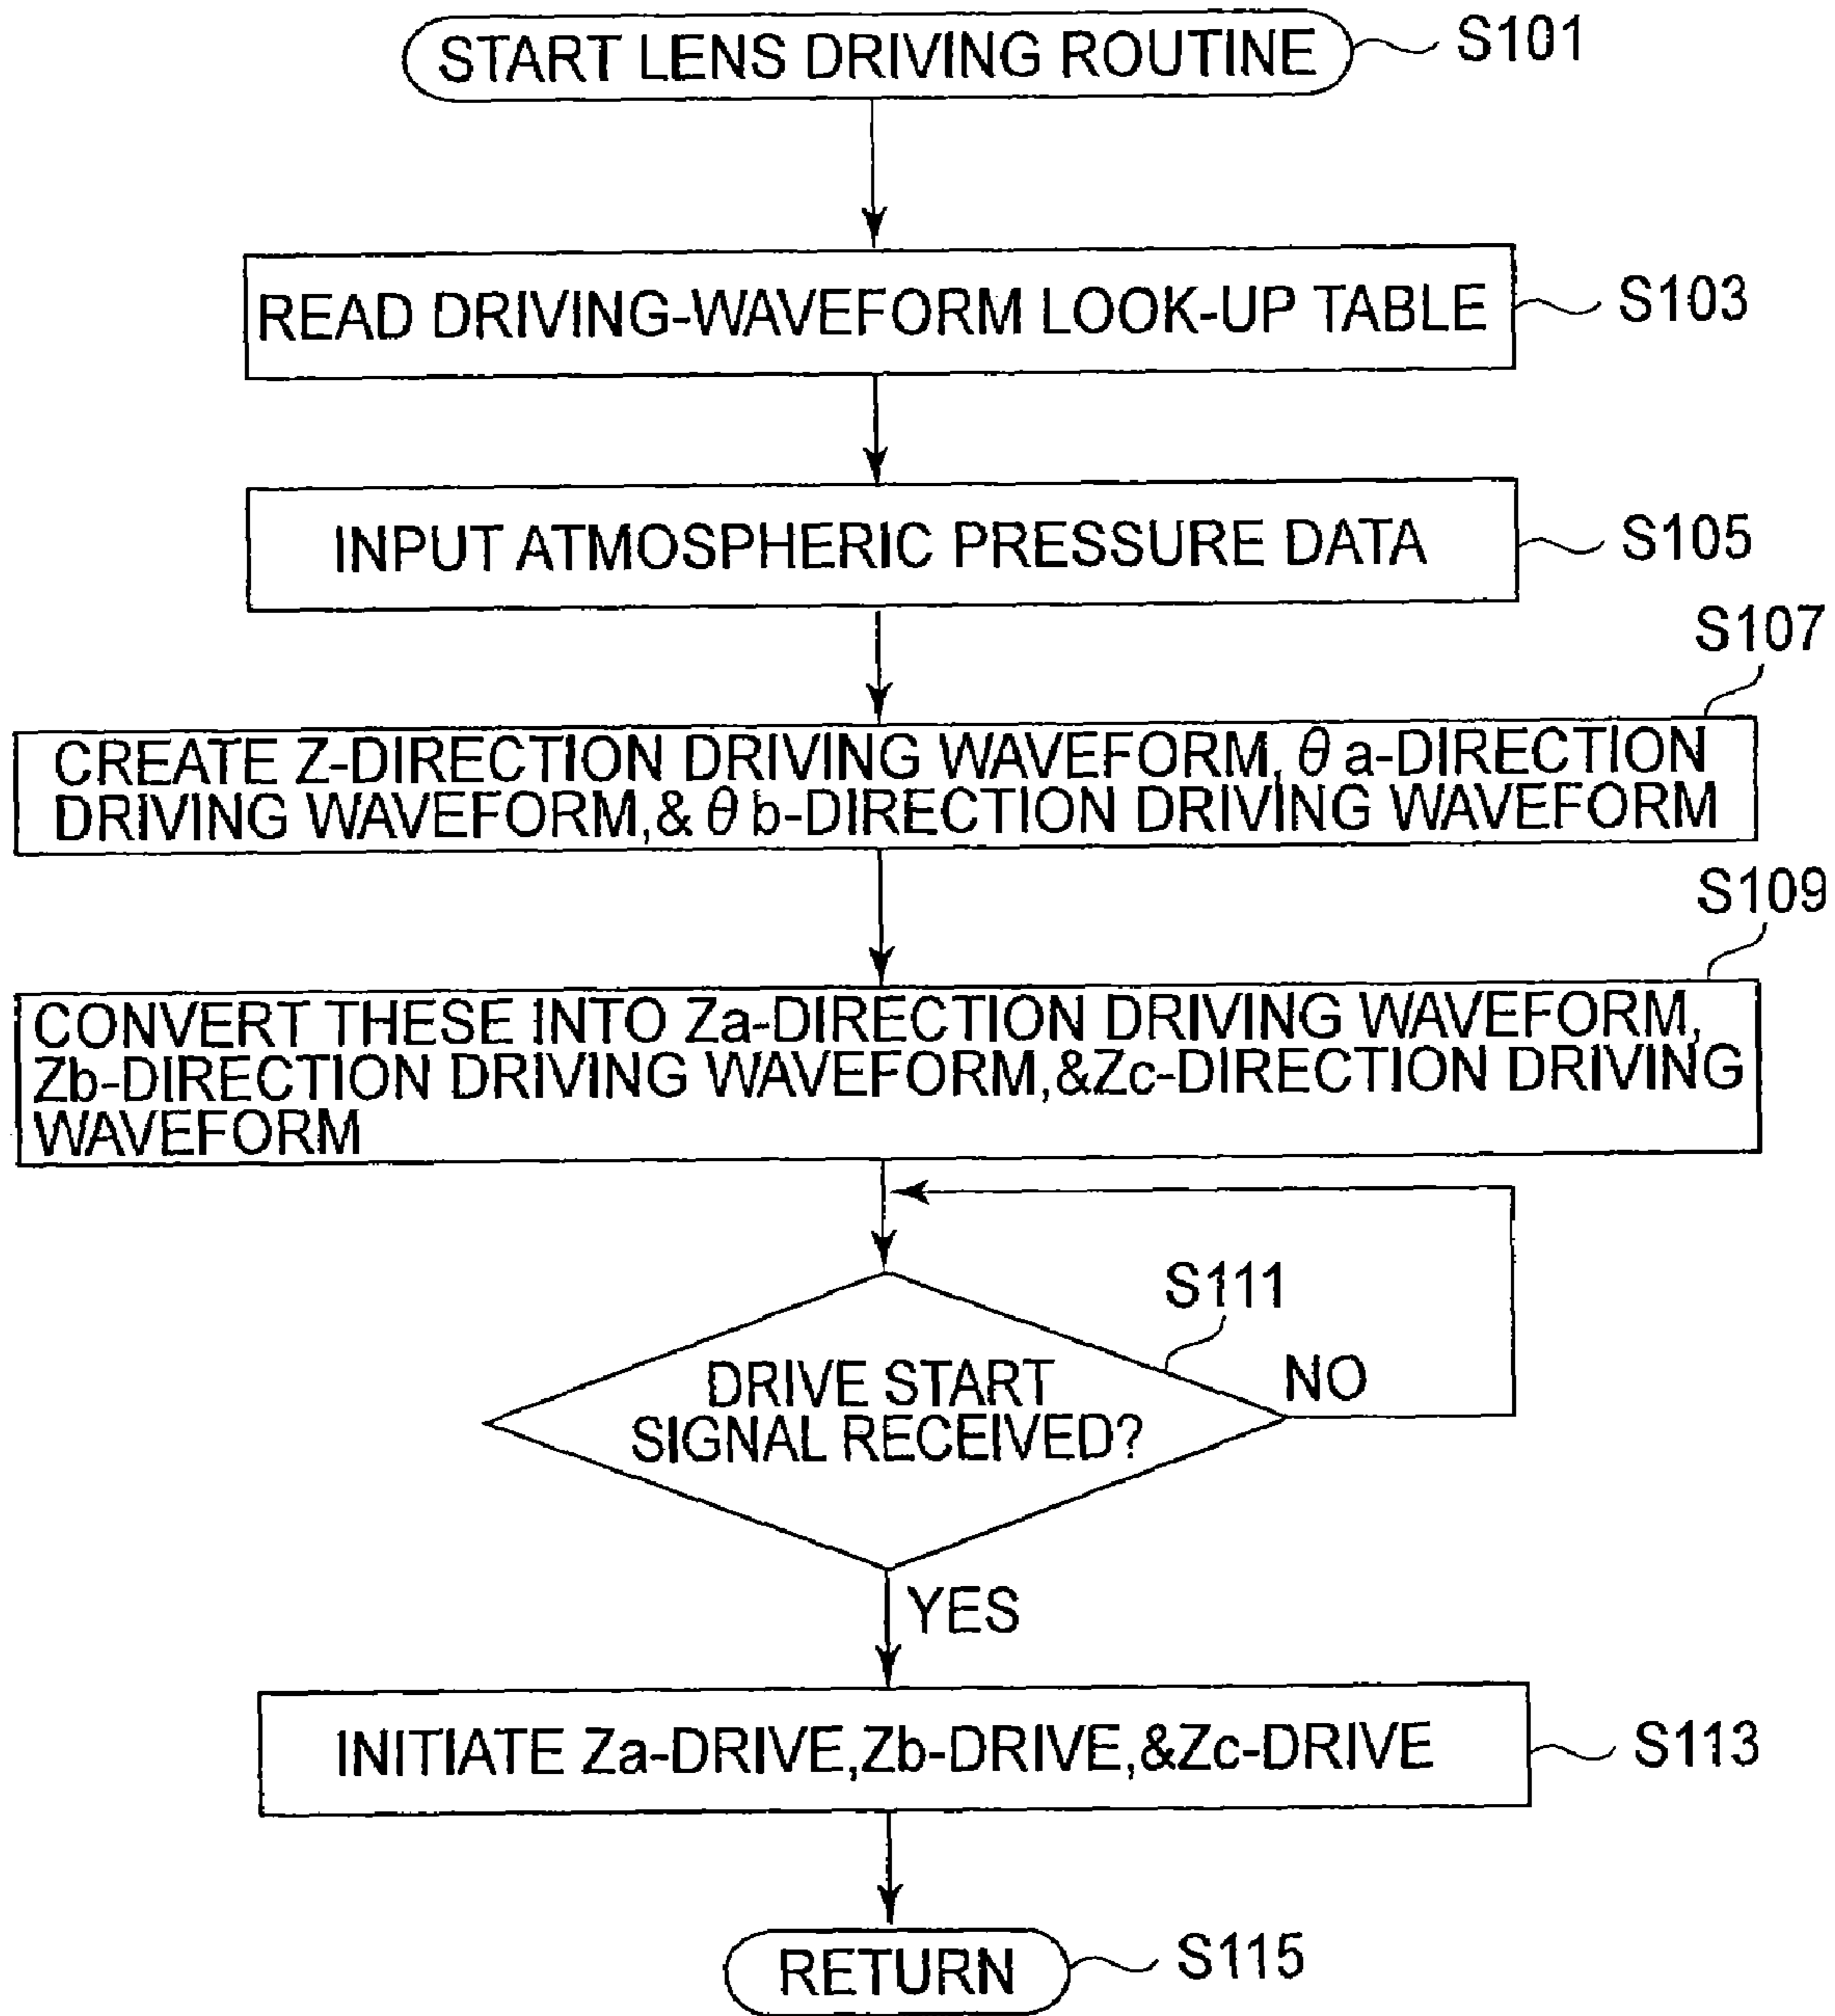 START LENS DRIVING ROUTINE
S101
READ DRIVING-WAVEFORM LOOK-UP TABLE
S103
INPUT ATMOSPHERIC PRESSURE DATA
S105
S107
CREATE Z-DIRECTION DRIVING WAVEFORM, θ a-DIRECTION
DRIVING WAVEFORM,& θ b-DIRECTION DRIVING WAVEFORM
S109
CONVERT THESE INTO Za-DIRECTION DRIVING WAVEFORM,
Zb-DIRECTION DRIVING WAVEFORM,&Zc-DIRECTION DRIVING
WAVEFORM
S111
DRIVE START
SIGNAL RECEIVED?
NO
YES
INITIATE Za-DRIVE,Zb-DRIVE,&Zc-DRIVE
S113
RETURN
S115